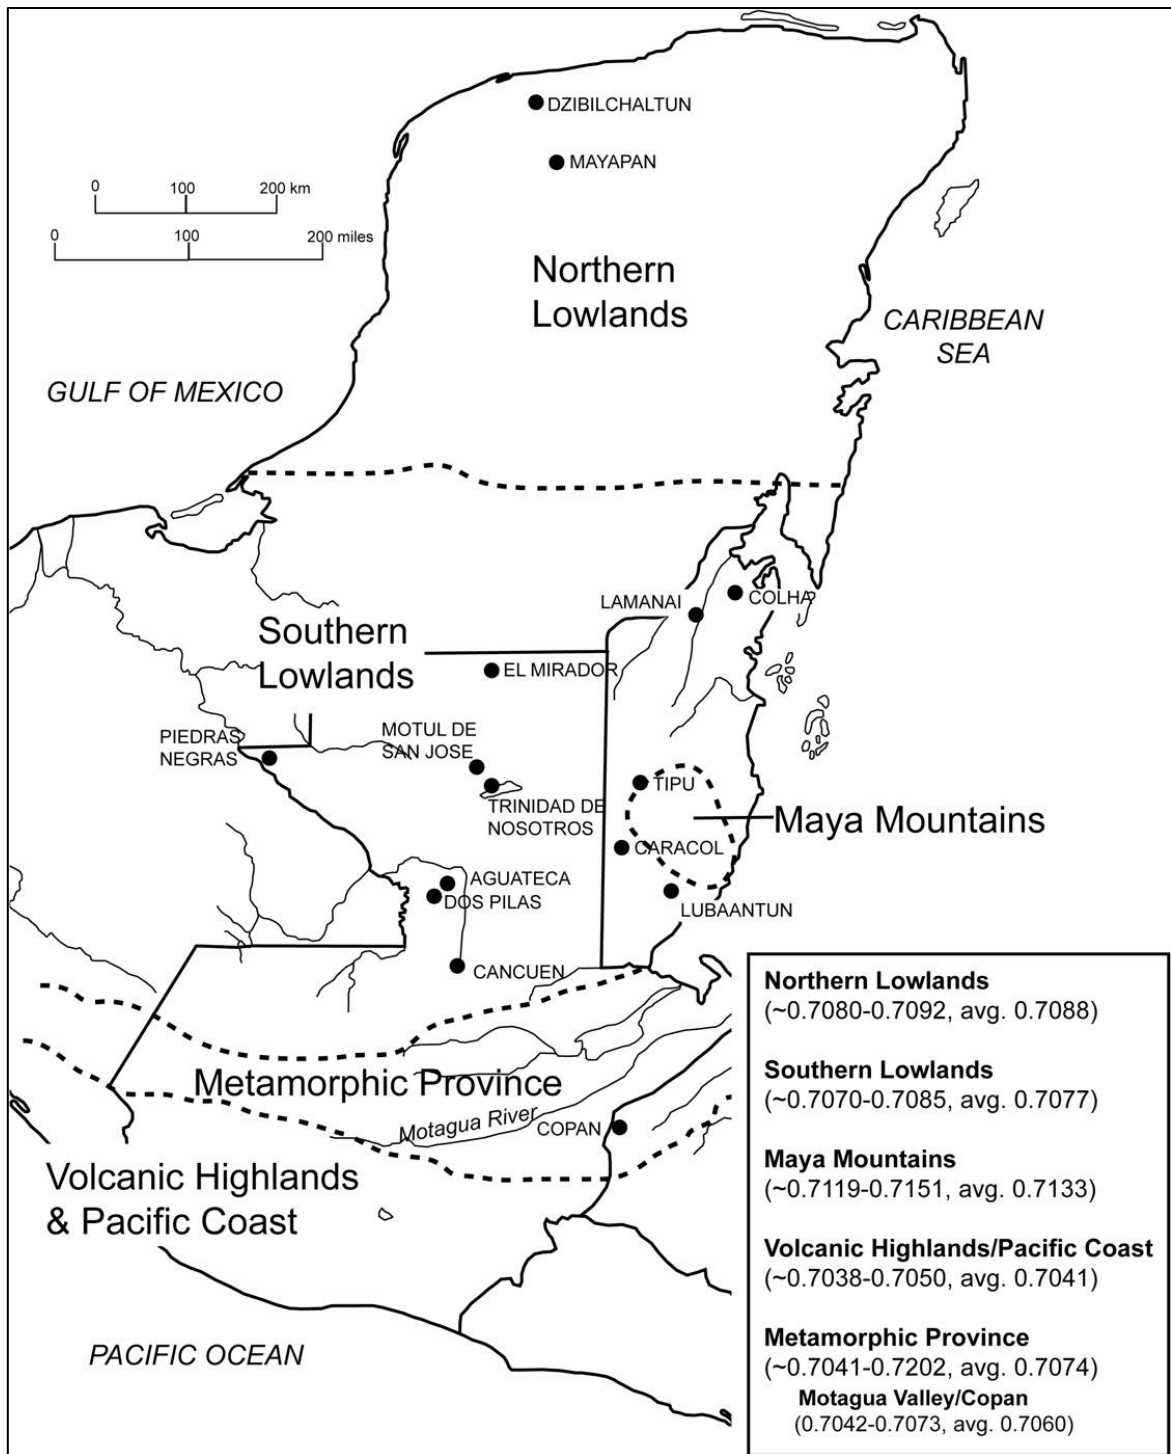 DZIBILCHALTUN
MAYAPAN
0 100 200 km
0 100 200 miles
Northern
Lowlands
CARIBBEAN
SEA
GULF OF MEXICO
LAMANAI
COLHA
Southern
Lowlands
EL MIRADOR
PIEDRAS
NEGRAS
MOTUL DE
SAN JOSE
TRINIDAD DE
NOSOTROS
TIPU
Maya Mountains
CARACOL
AGUATECA
DOS PILAS
LUBAANTUN
CANCUEN
Metamorphic Province
Motagua River
COPAN
Volcanic Highlands
& Pacific Coast
PACIFIC OCEAN
Northern Lowlands
(~0.7080-0.7092, avg. 0.7088)
Southern Lowlands
(~0.7070-0.7085, avg. 0.7077)
Maya Mountains
(~0.7119-0.7151, avg. 0.7133)
Volcanic Highlands/Pacific Coast
(~0.7038-0.7050, avg. 0.7041)
Metamorphic Province
(~0.7041-0.7202, avg. 0.7074)
Motagua Valley/Copan
(0.7042-0.7073, avg. 0.7060)